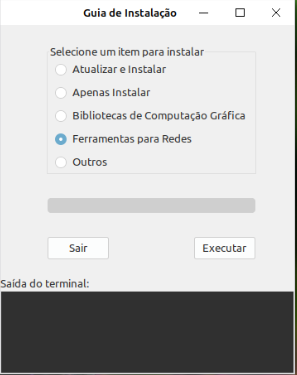 Guia de Instalação
Selecione um item para instalar
Atualizar e Instalar
Apenas Instalar
Bibliotecas de Computação Gráfica
Ferramentas para Redes
Outros
Sair
Executar
Saída do terminal: